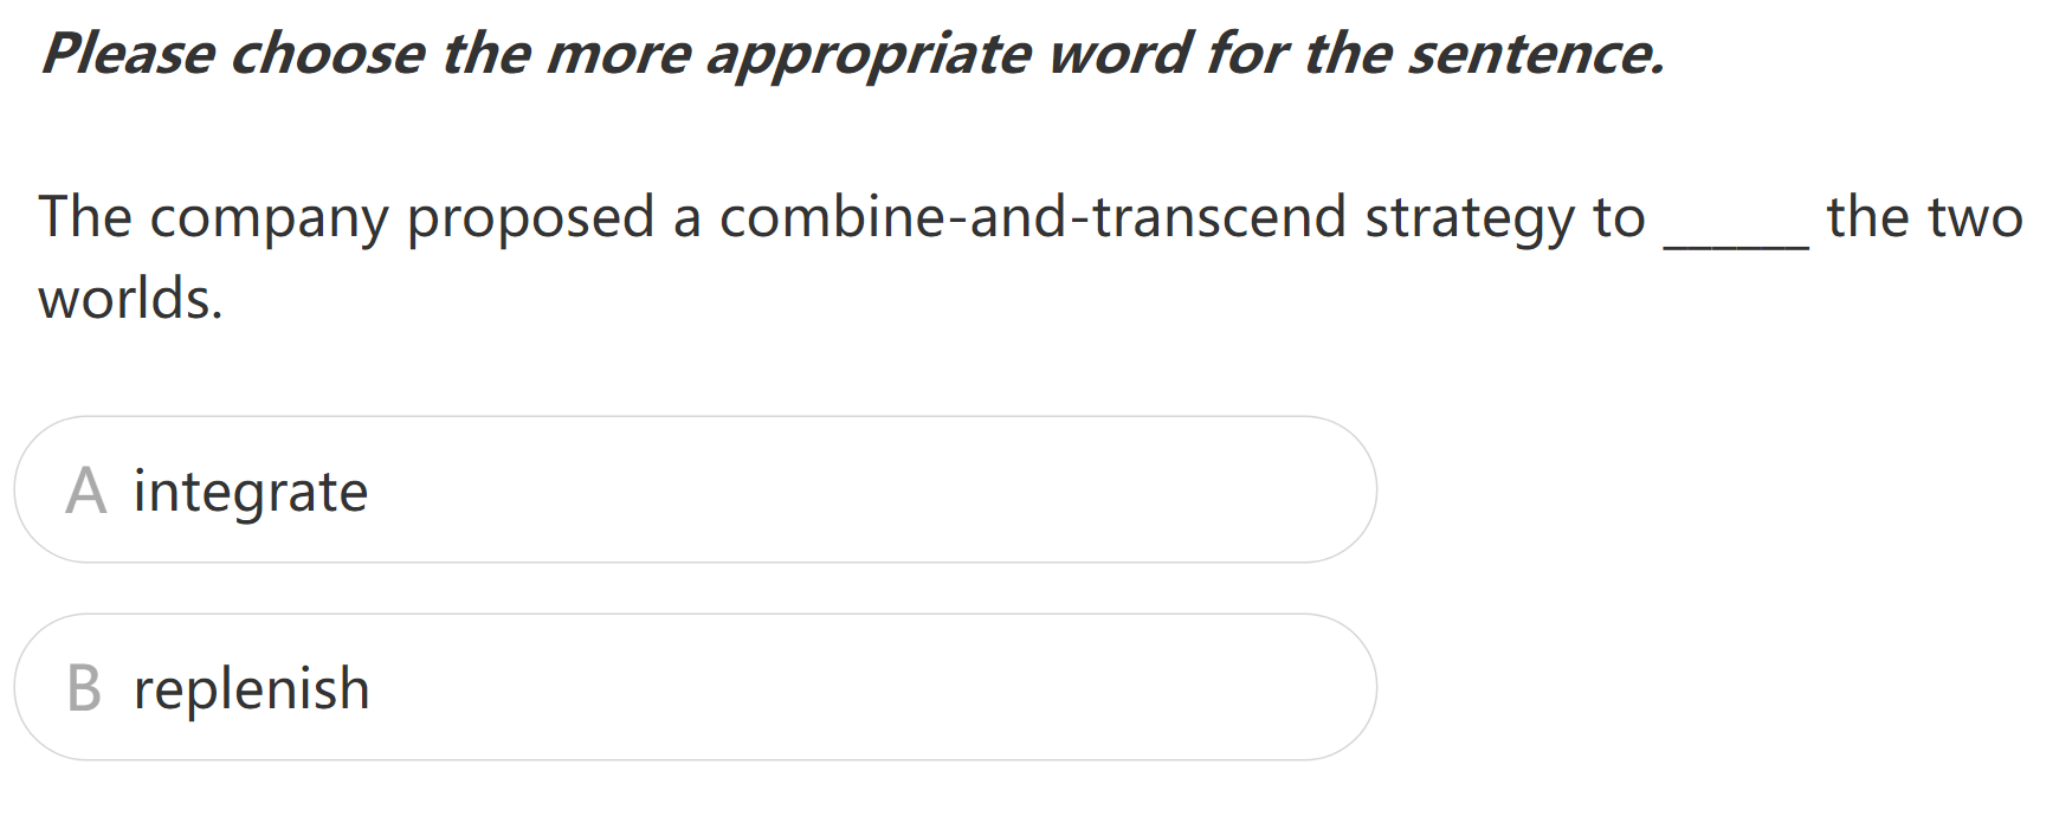 Please choose the more appropriate word for the sentence.
The company proposed a combine-and-transcend strategy to ______ the two
worlds.
A integrate
B replenish